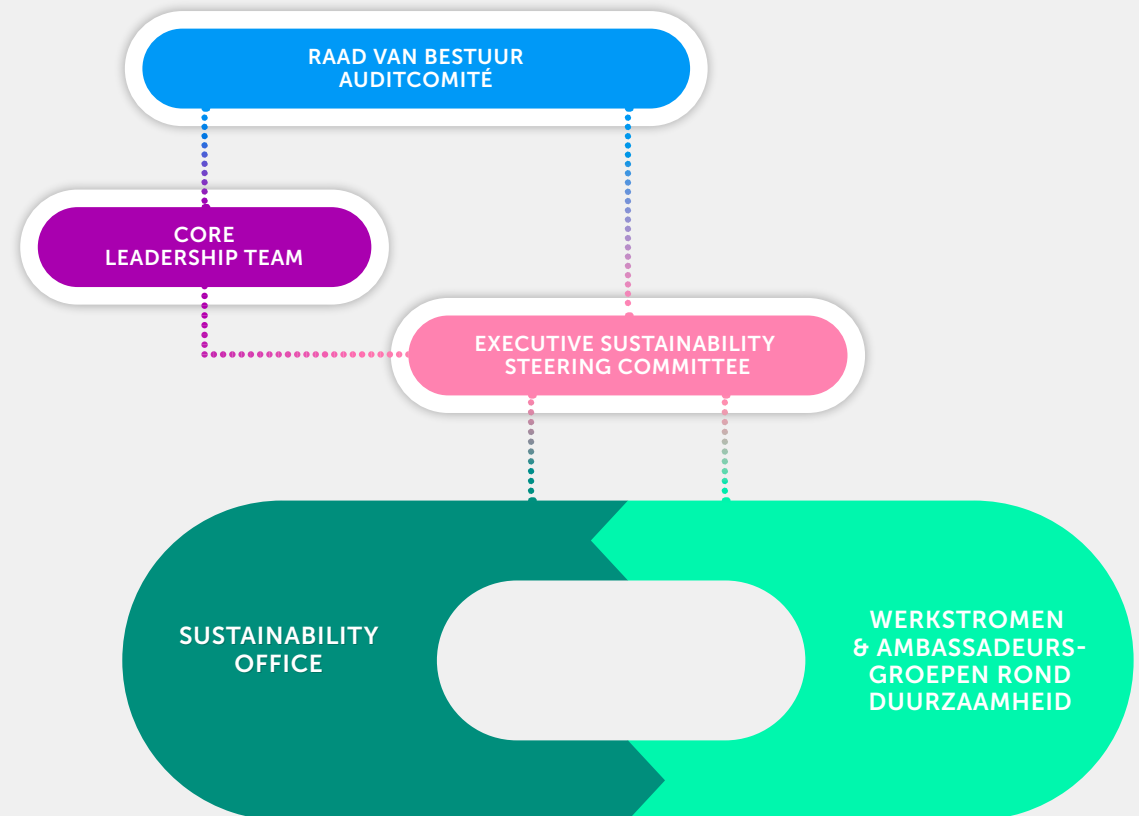 RAAD VAN BESTUUR
AUDITCOMITÉ
CORE
LEADERSHIP TEAM
EXECUTIVE SUSTAINABILITY
STEERING COMMITTEE
SUSTAINABILITY
OFFICE
WERKSTROMEN
& AMBASSADEURS-
GROEPEN ROND
DUURZAAMHEID